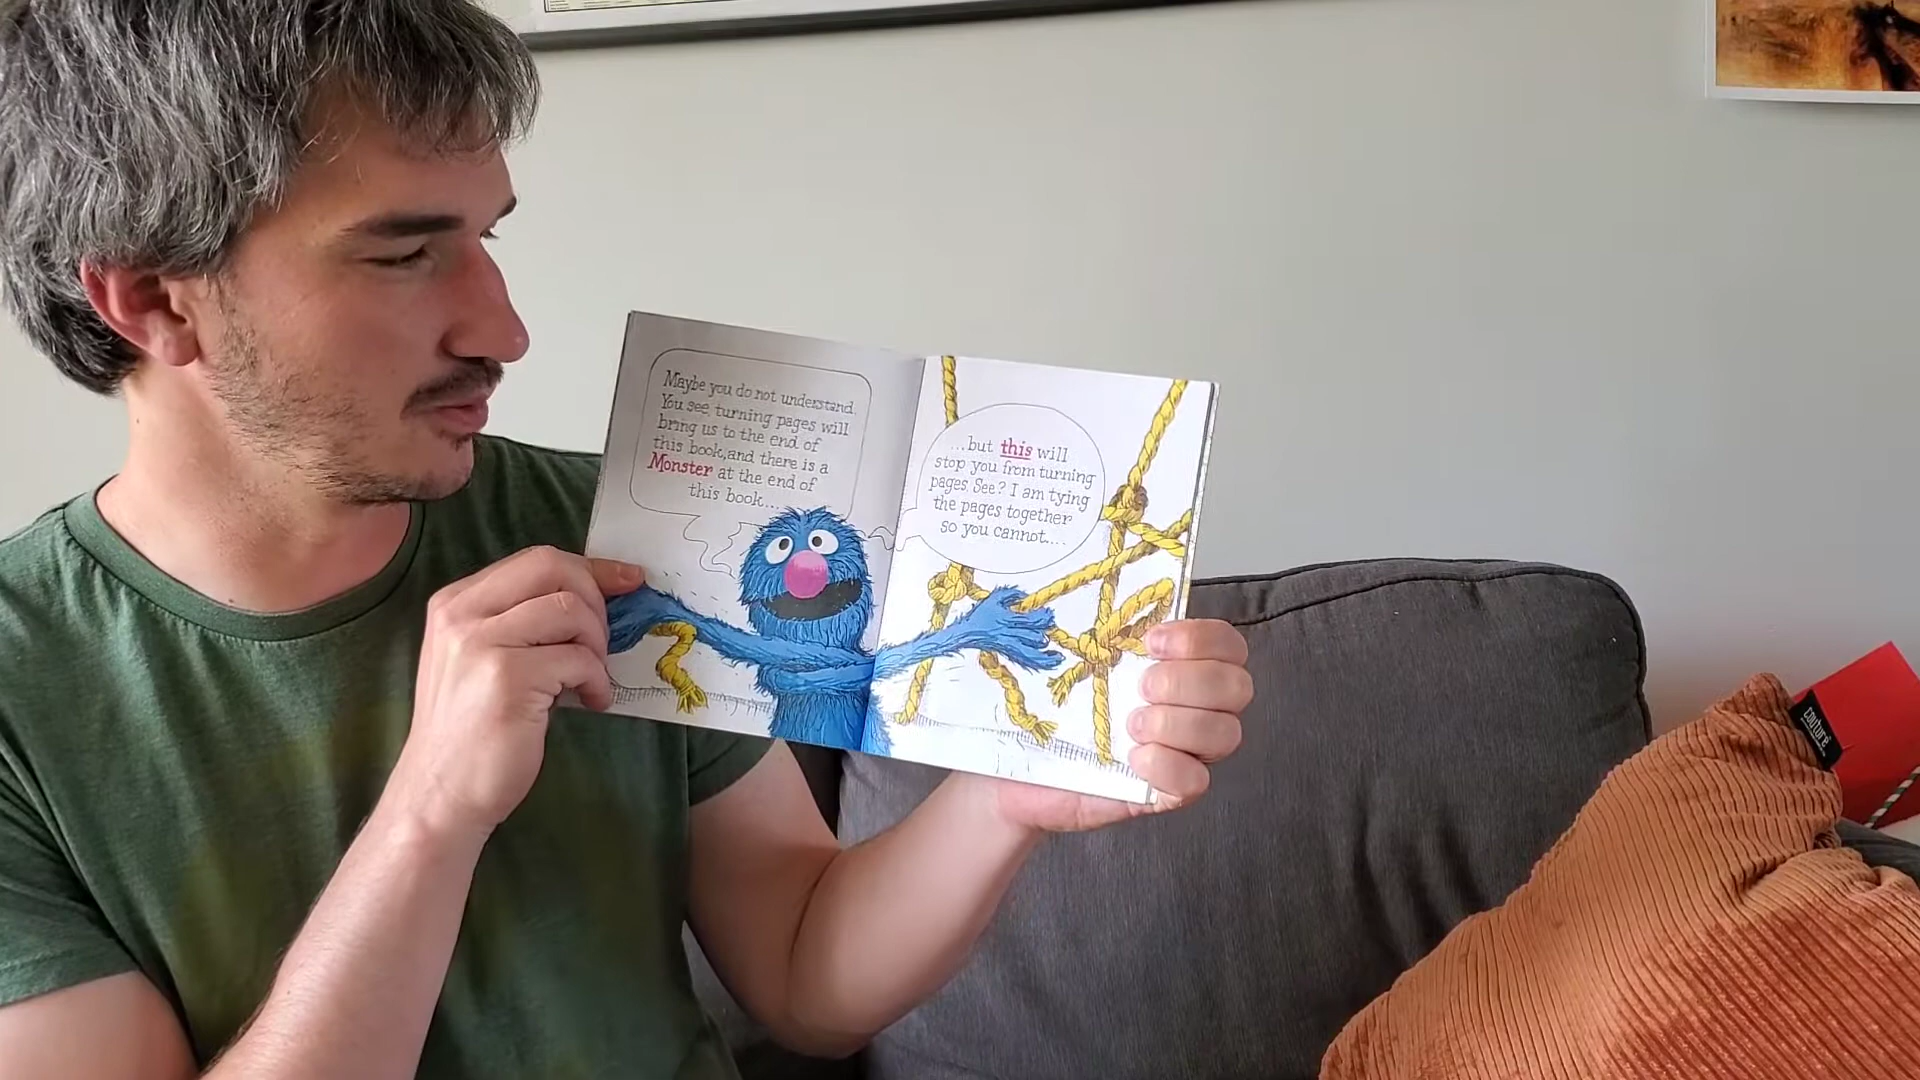 Maybe you do not understand.
You see, turning pages will
bring us to the end of
this book, and there is a
Monster at the end of
this book...
...but this will
stop you from turning
pages. See? I am tying
the pages together
so you cannot....
couture